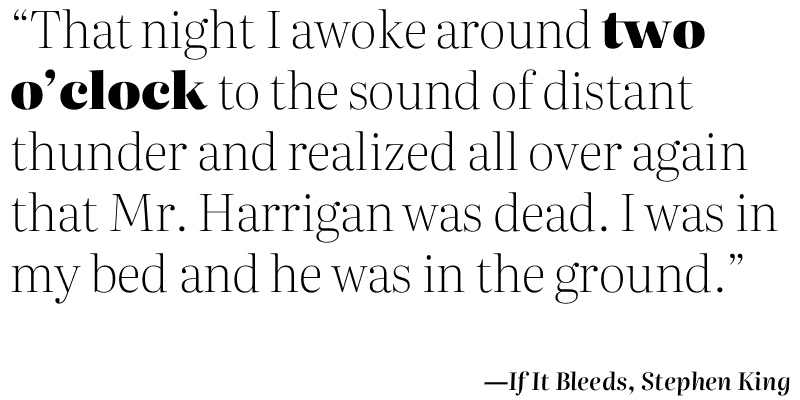 “That night I awoke around two
o’clock to the sound of distant
thunder and realized all over again
that Mr. Harrigan was dead. I was in
my bed and he was in the ground.”
—If It Bleeds, Stephen King